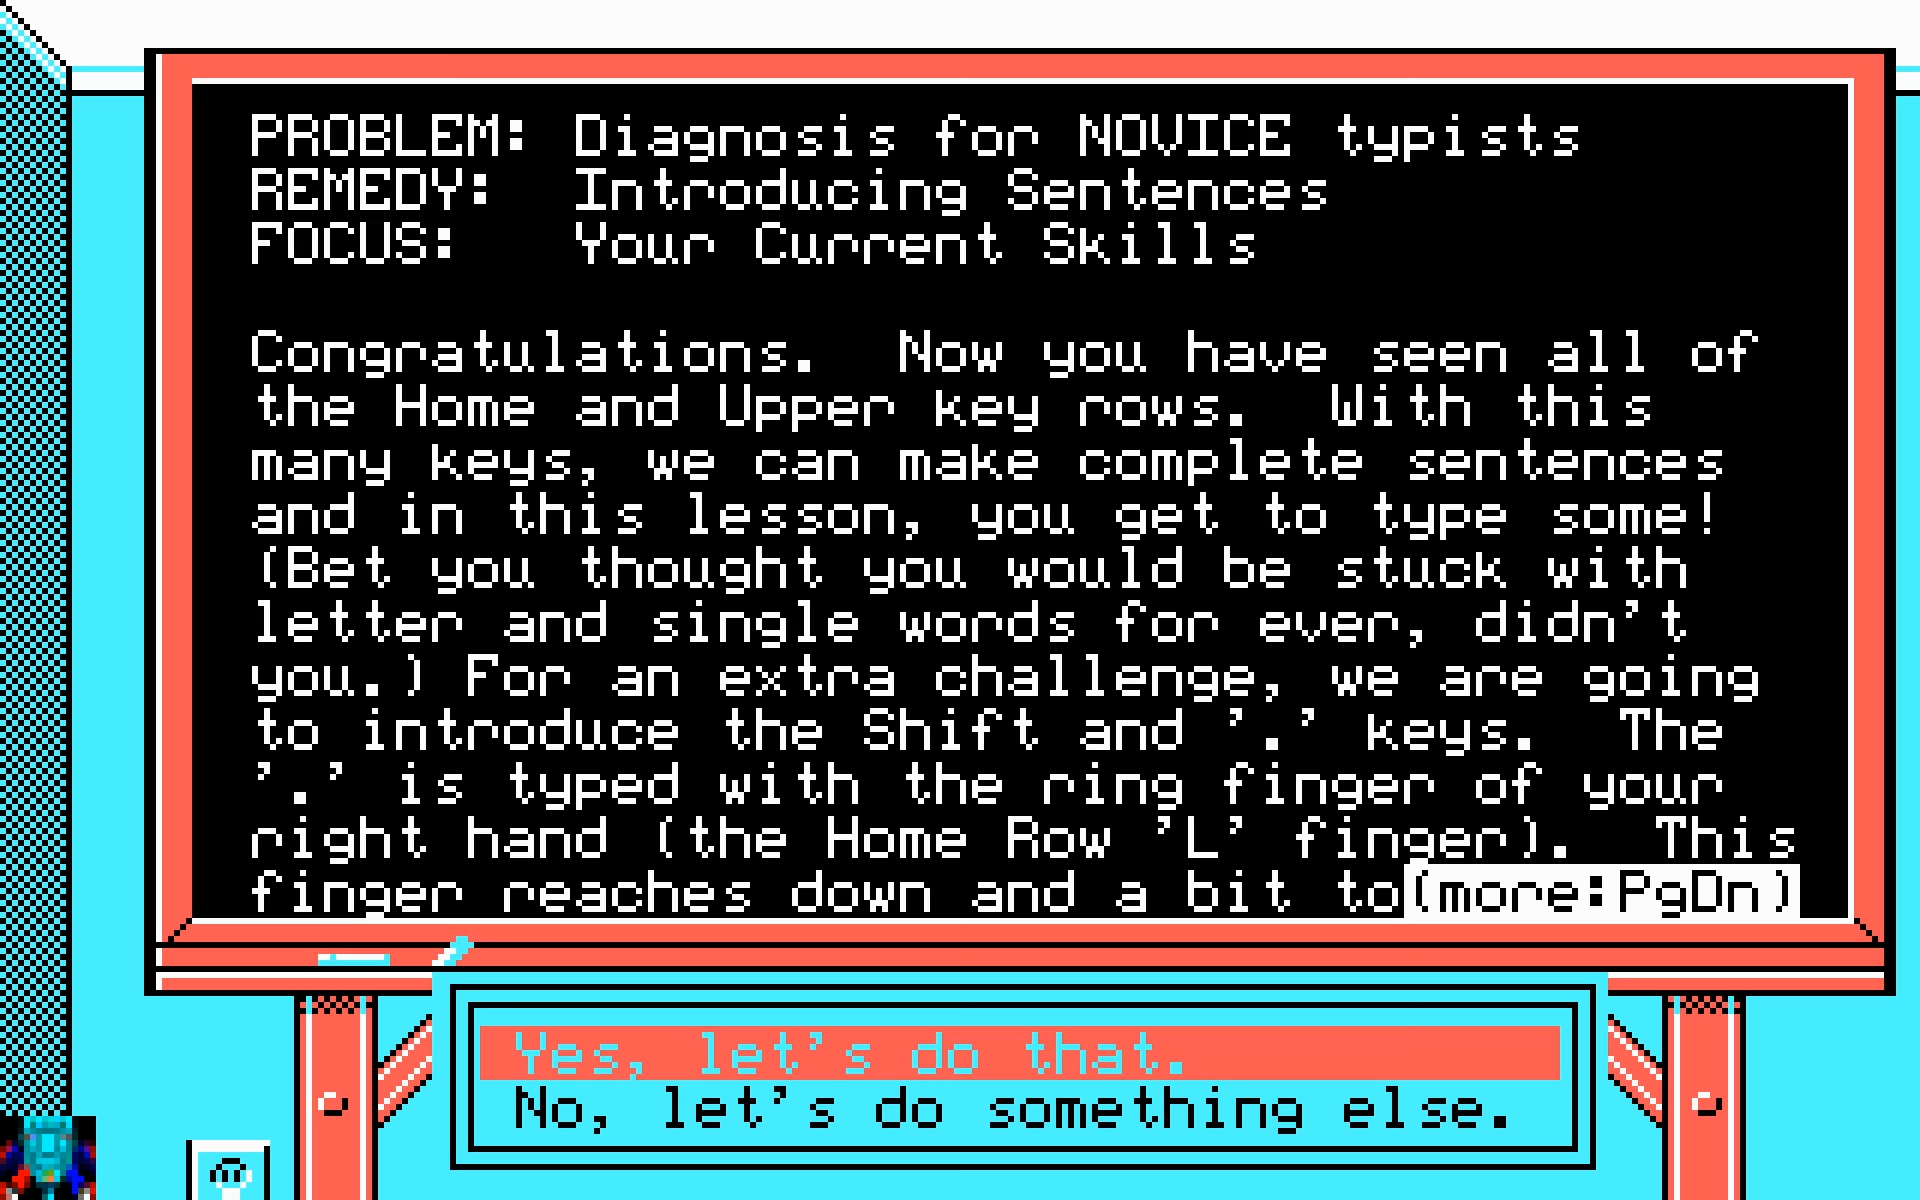 PROBLEM: Diagnosis for NOVICE typists
REMEDY:  Introducing Sentences
FOCUS:   Your Current Skills
Congratulations.  Now you have seen all of
the Home and Upper key rows.  With this
many keys, we can make complete sentences
and in this lesson, you get to type some!
(Bet you thought you would be stuck with
letter and single words for ever, didn't
you.) For an extra challenge, we are going
to introduce the Shift and '.' keys.  The
'.' is typed with the ring finger of your
right hand (the Home Row 'L' finger).  This
finger reaches down and a bit to(more:PgDn)
Yes, let's do that.
No, let's do something else.